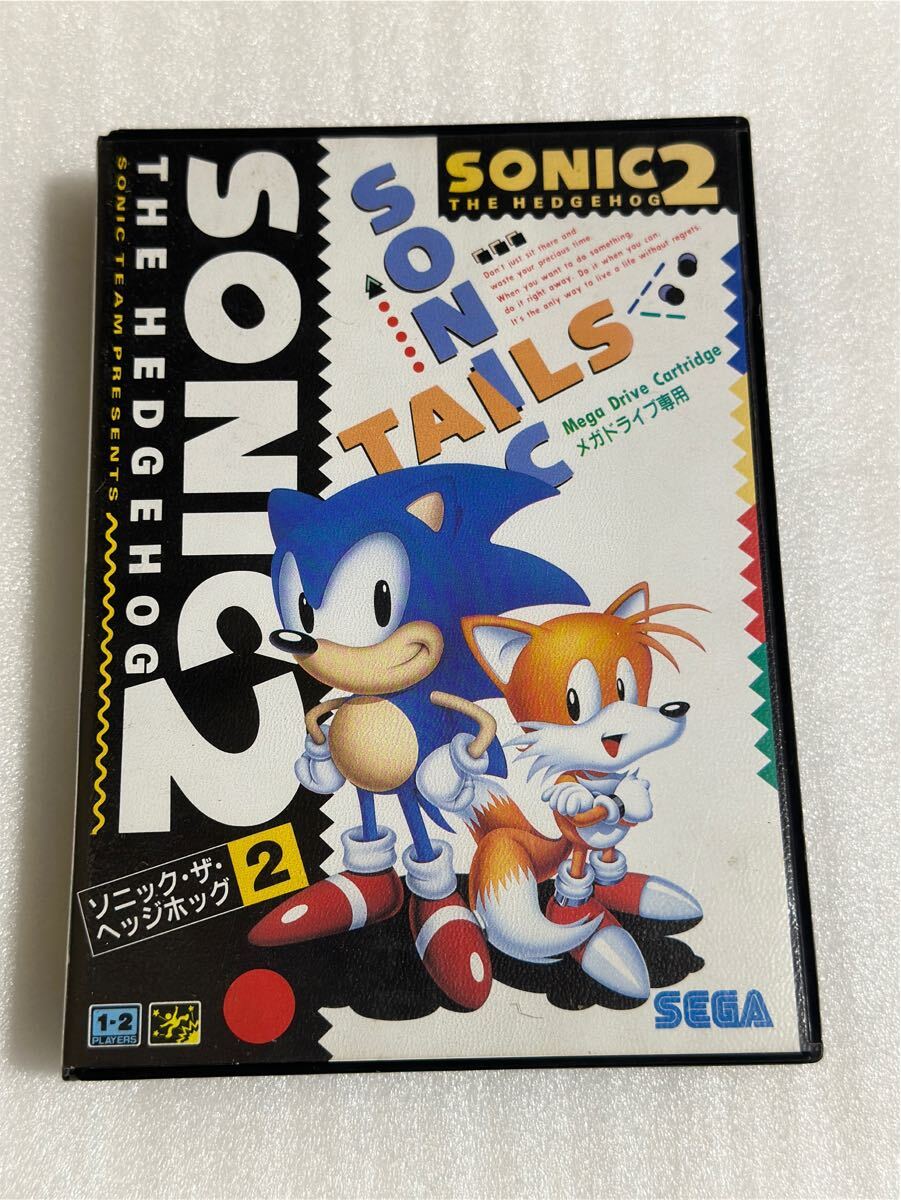 SONIC 2
THE HEDGEHOG
SONIC TEAM PRESENTS
SONIC 2
THE HEDGEHOG
SONIC
TAILS
Don't just sit there and
waste your precious time.
When you want to do something,
do it right away. Do it when you can.
It's the only way to live a life without regrets.
Mega Drive Cartridge
メガドライブ専用
ソニック・ザ・
ヘッジホッグ
2
1-2
PLAYERS
SEGA